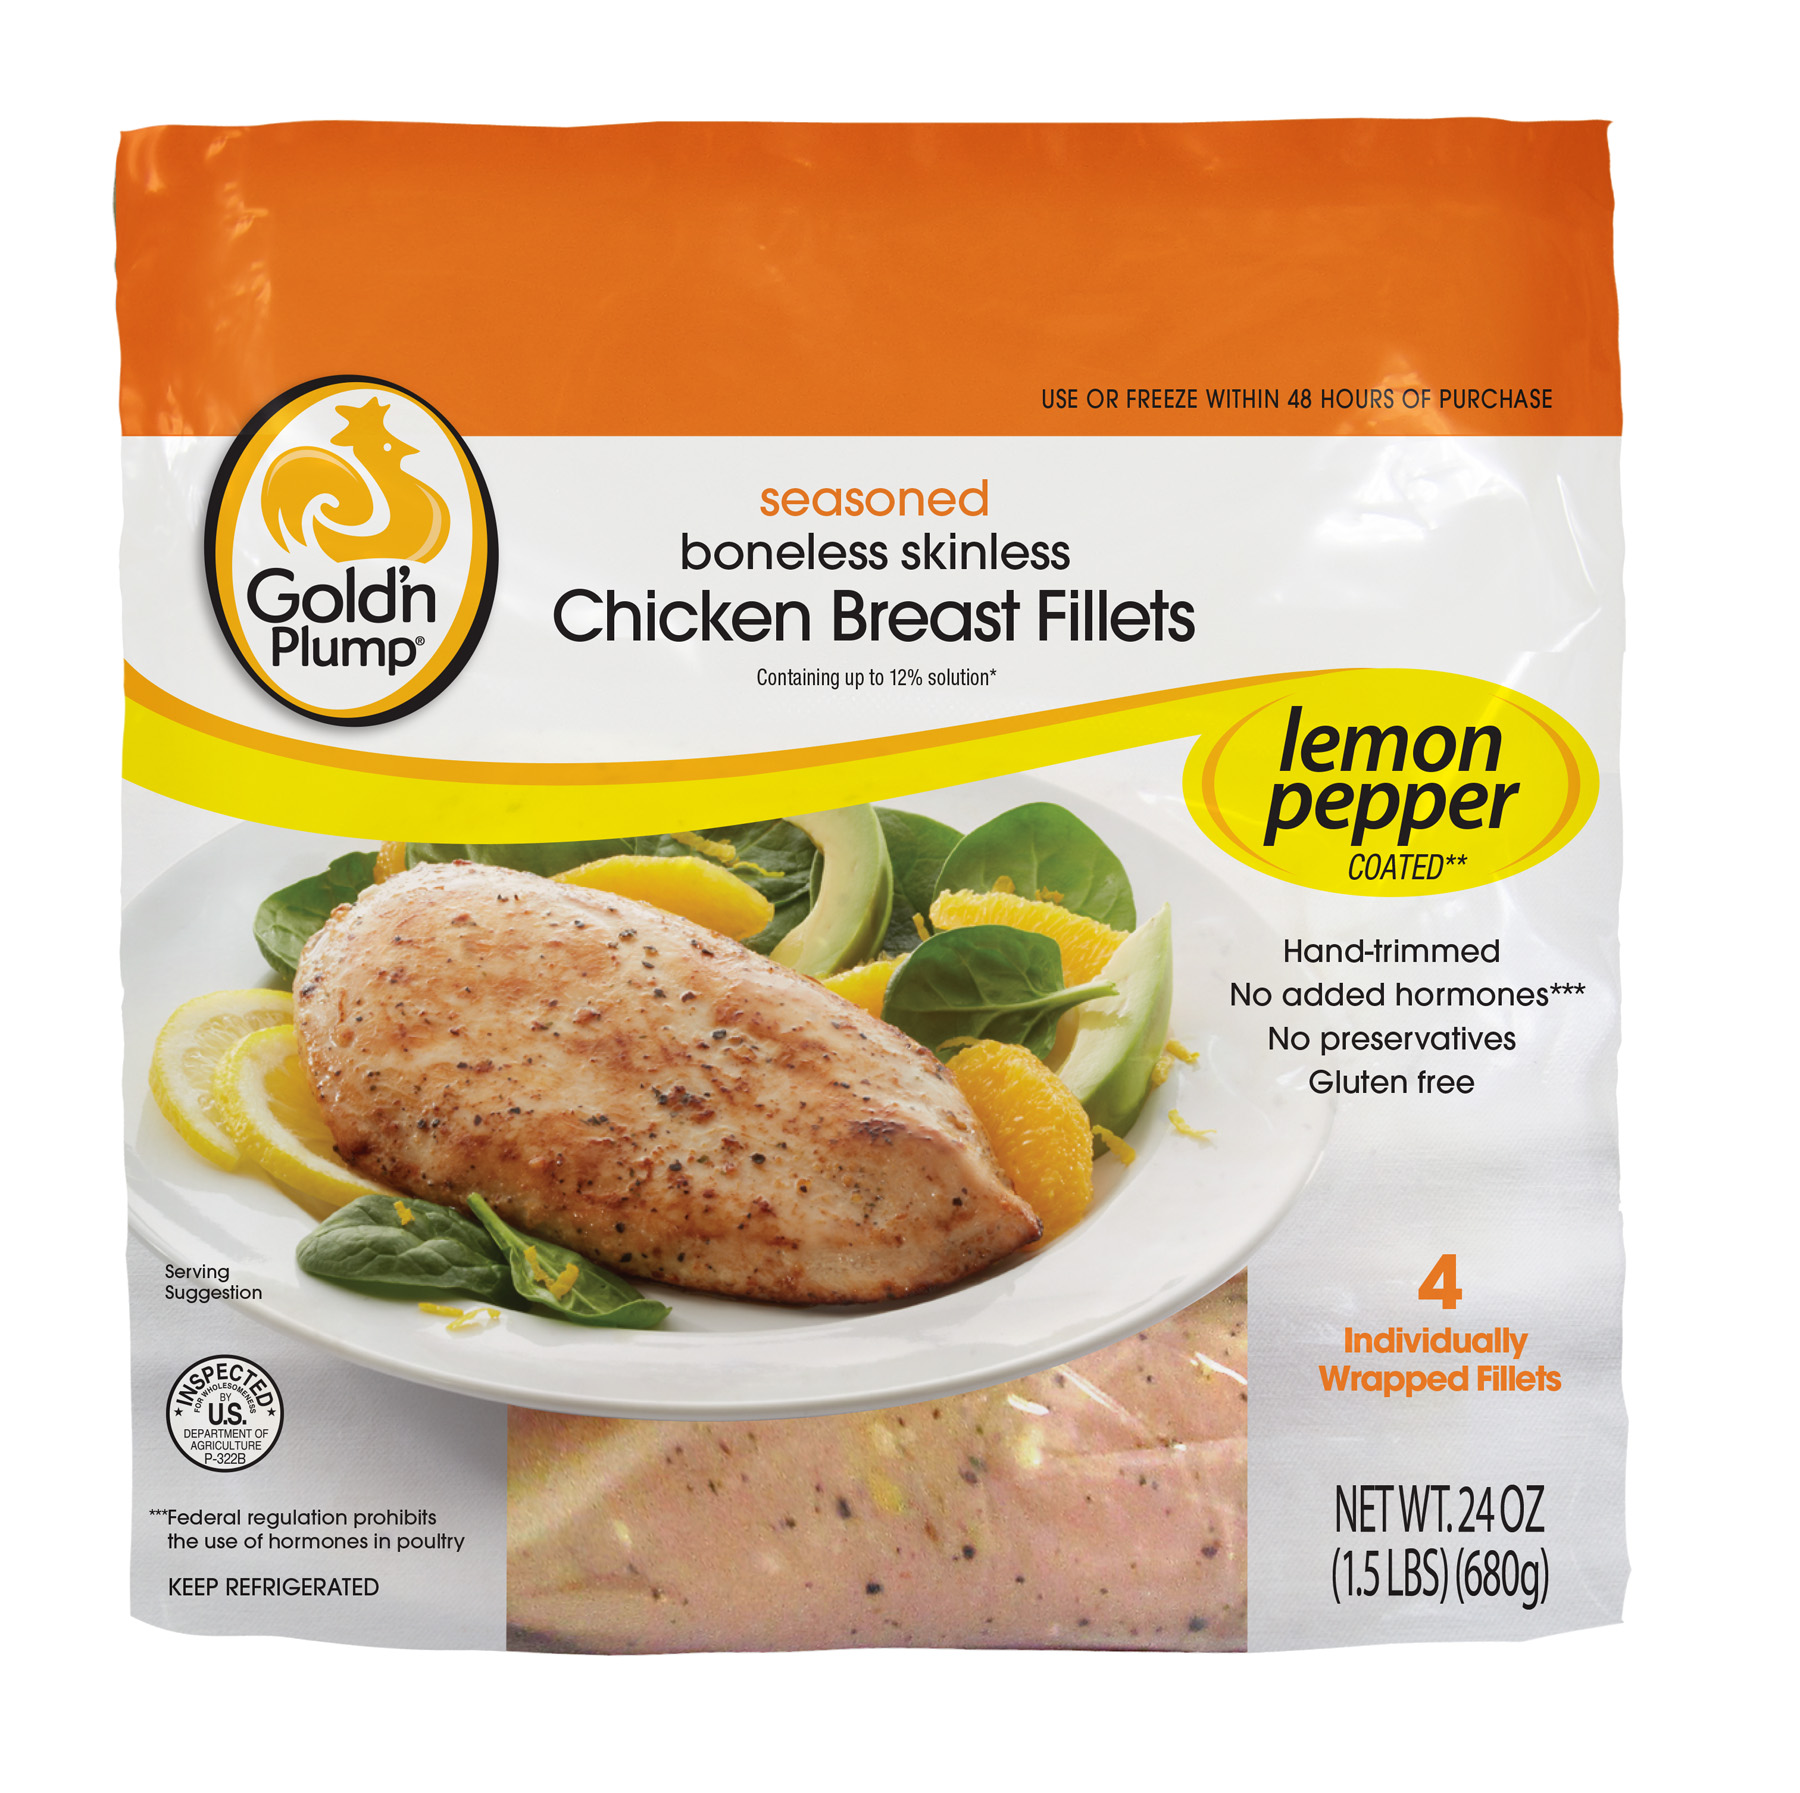 USE OR FREEZE WITHIN 48 HOURS OF PURCHASE
Gold'n
Plump®
seasoned
boneless skinless
Chicken Breast Fillets
Containing up to 12% solution*
lemon
pepper
COATED**
Hand-trimmed
No added hormones***
No preservatives
Gluten free
Serving
Suggestion
4
Individually
Wrapped Fillets
INSPECTED
FOR WHOLESOMENESS
BY
U.S.
DEPARTMENT OF
AGRICULTURE
P-322B
***Federal regulation prohibits
the use of hormones in poultry
KEEP REFRIGERATED
NET WT. 24 OZ
(1.5 LBS) (680g)